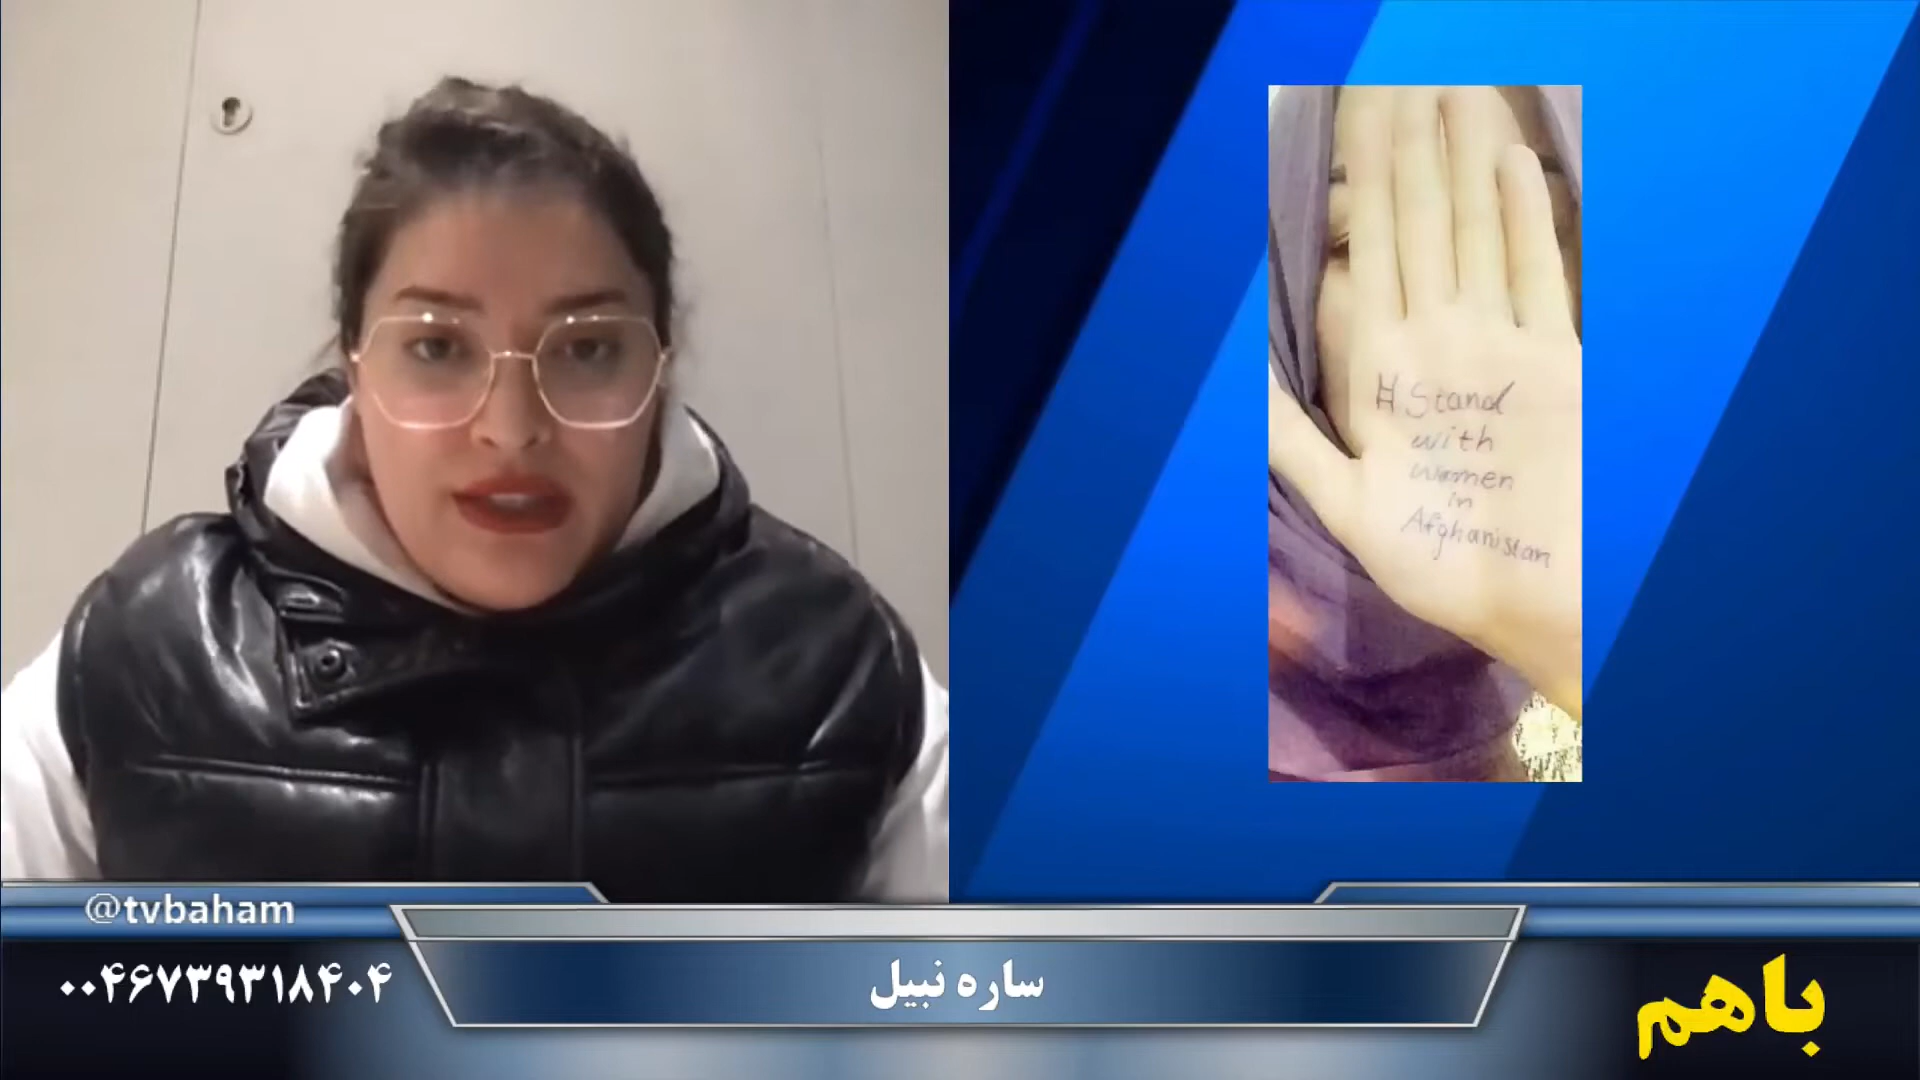 # Stand
with
women
in
Afghanistan
@tvbaham
۰۰۴۶۷۳۹۳۱۸۴۰۴
ساره نبیل
باهم